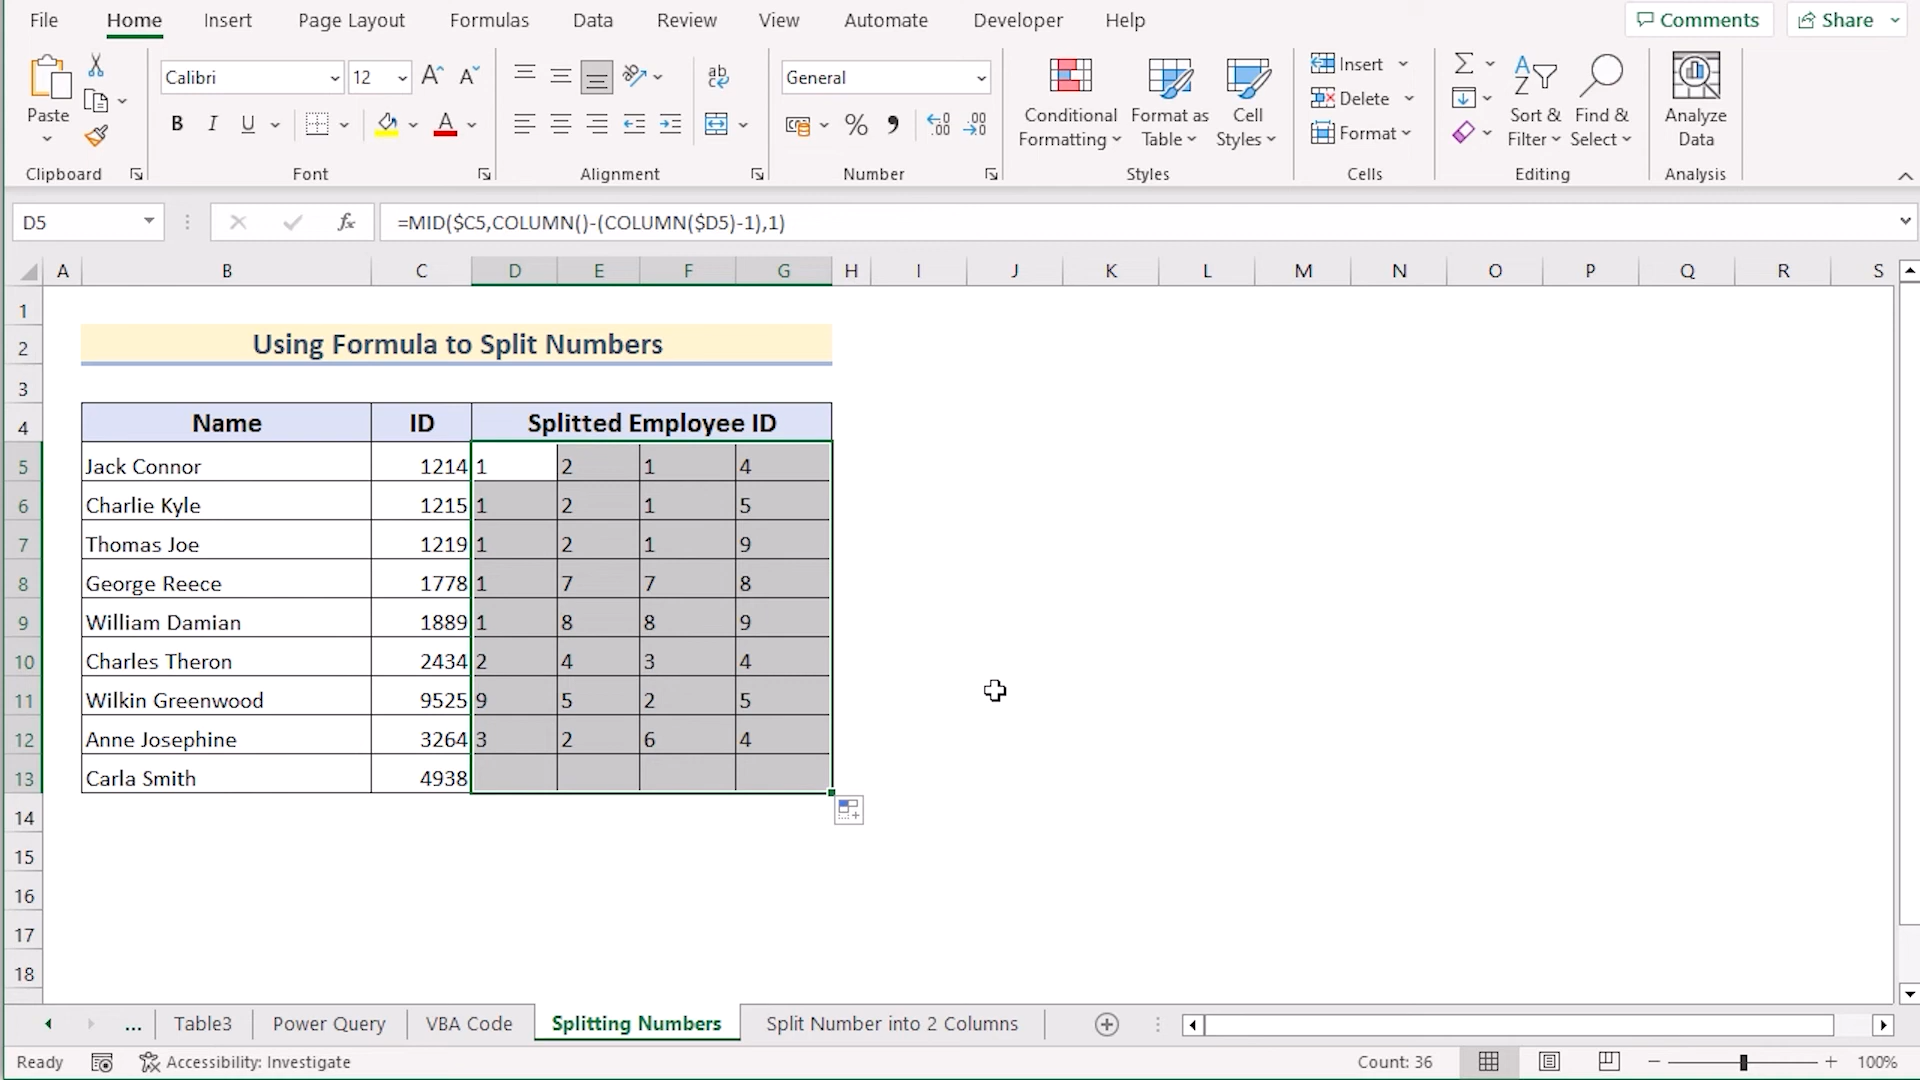 File Home Insert Page Layout Formulas Data Review View Automate Developer Help Comments Share
Calibri 12 General Insert
Paste Conditional Format as Cell Delete Sort & Find & Analyze
B I U % Formatting Table Styles Format Filter Select Data
Clipboard Font Alignment Number Styles Cells Editing Analysis
D5 fx =MID($C5,COLUMN()-(COLUMN($D5)-1),1)
A B C D E F G H I J K L M N O P Q R S
1
2 Using Formula to Split Numbers
3
4 Name ID Splitted Employee ID
5 Jack Connor 1214 1 2 1 4
6 Charlie Kyle 1215 1 2 1 5
7 Thomas Joe 1219 1 2 1 9
8 George Reece 1778 1 7 7 8
9 William Damian 1889 1 8 8 9
10 Charles Theron 2434 2 4 3 4
11 Wilkin Greenwood 9525 9 5 2 5
12 Anne Josephine 3264 3 2 6 4
13 Carla Smith 4938
14
15
16
17
18
... Table3 Power Query VBA Code Splitting Numbers Split Number into 2 Columns
Ready Accessibility: Investigate Count: 36 100%